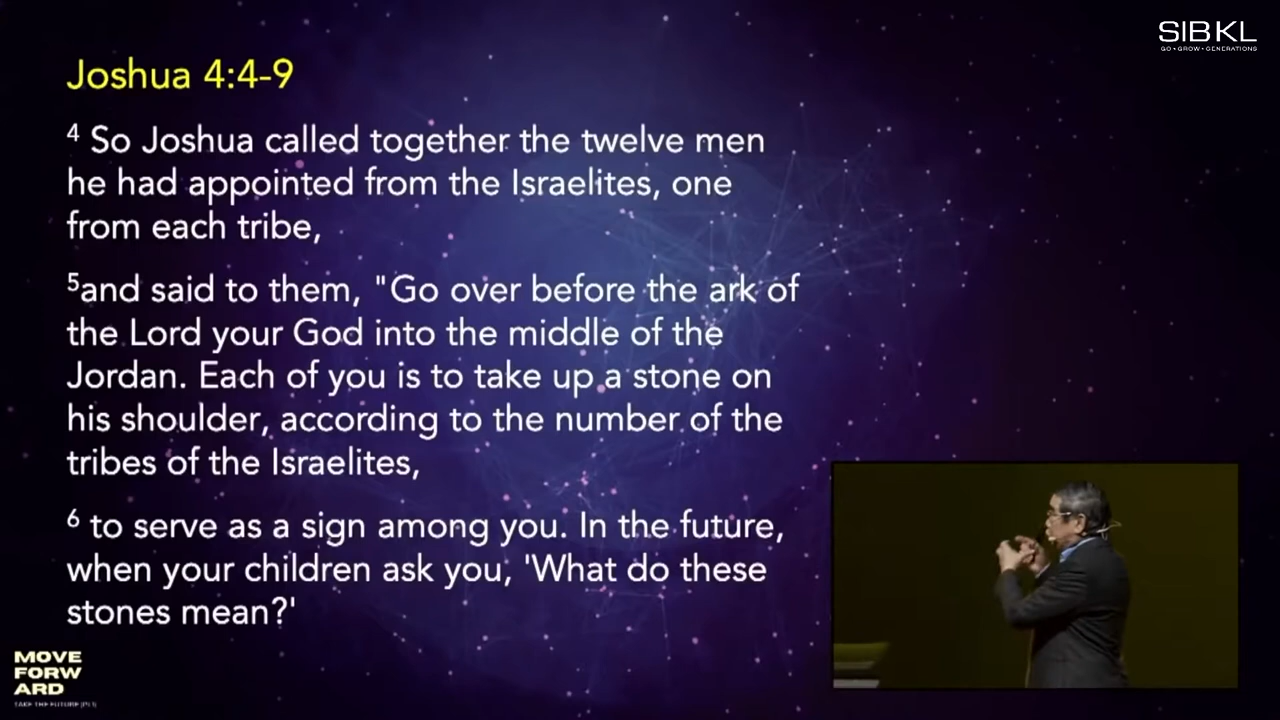 SIBKL
GO • GROW • GENERATIONS
Joshua 4:4-9
4 So Joshua called together the twelve men
he had appointed from the Israelites, one
from each tribe,
5and said to them, "Go over before the ark of
the Lord your God into the middle of the
Jordan. Each of you is to take up a stone on
his shoulder, according to the number of the
tribes of the Israelites,
6 to serve as a sign among you. In the future,
when your children ask you, 'What do these
stones mean?'
MOVE
FORW
ARD
TAKE THE FUTURE